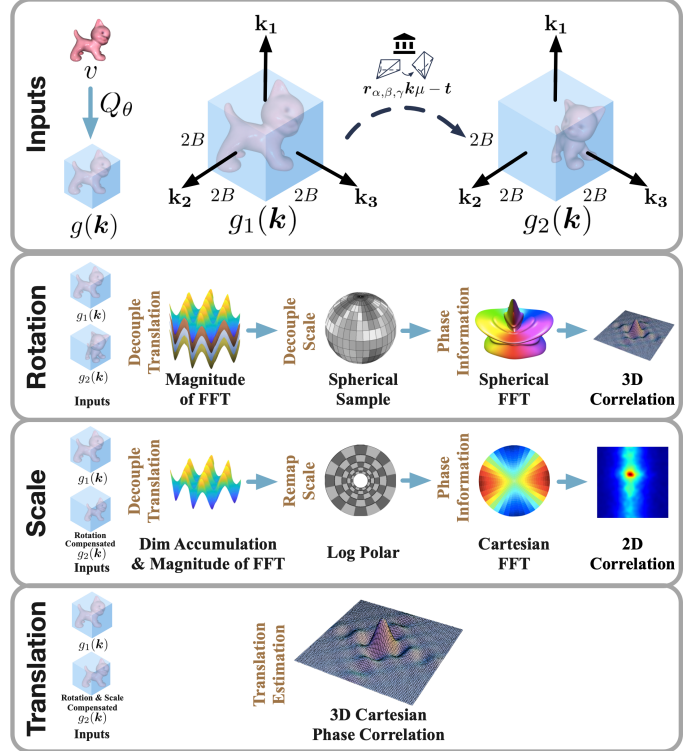 Inputs
v
Q_θ
g(k)
k₁
2B
k₂
2B
2B
k₃
g₁(k)
r_{α,β,γ}kμ − t
k₁
2B
k₂
2B
2B
k₃
g₂(k)
Rotation
g₁(k)
g₂(k)
Inputs
Decouple
Translation
Magnitude
of FFT
Decouple
Scale
Spherical
Sample
Phase
Information
Spherical
FFT
3D
Correlation
Scale
g₁(k)
Rotation
Compensated
g₂(k)
Inputs
Decouple
Translation
Dim Accumulation
& Magnitude of FFT
Remap
Scale
Log Polar
Phase
Information
Cartesian
FFT
2D
Correlation
Translation
g₁(k)
Rotation & Scale
Compensated
g₂(k)
Inputs
Translation
Estimation
3D Cartesian
Phase Correlation